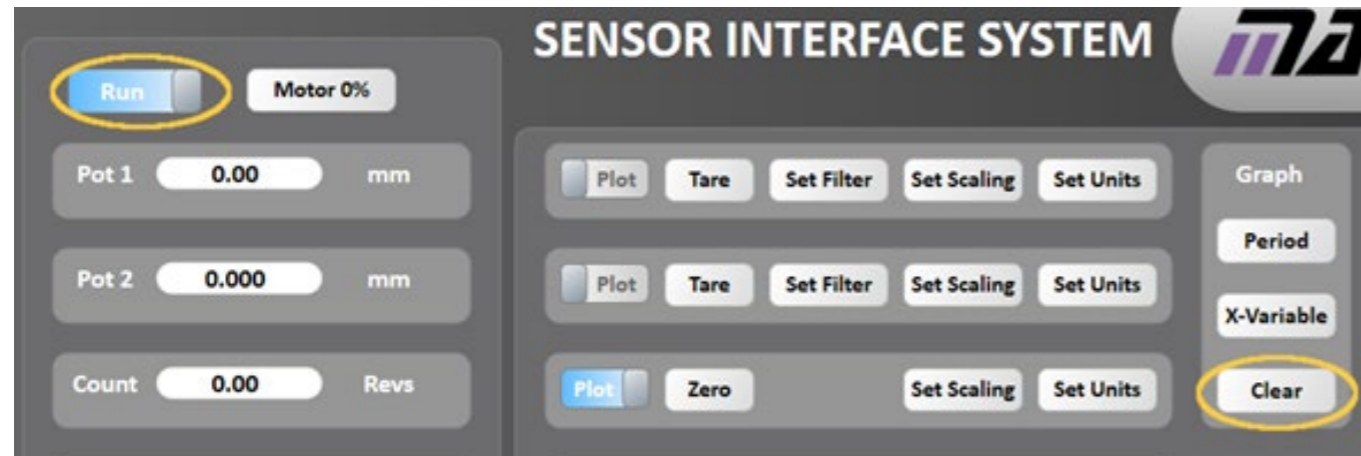 SENSOR INTERFACE SYSTEM
Run Motor 0%
Pot 1 0.00 mm Plot Tare Set Filter Set Scaling Set Units
Graph
Period
Pot 2 0.000 mm Plot Tare Set Filter Set Scaling Set Units
X-Variable
Count 0.00 Revs Plot Zero Set Scaling Set Units
Clear